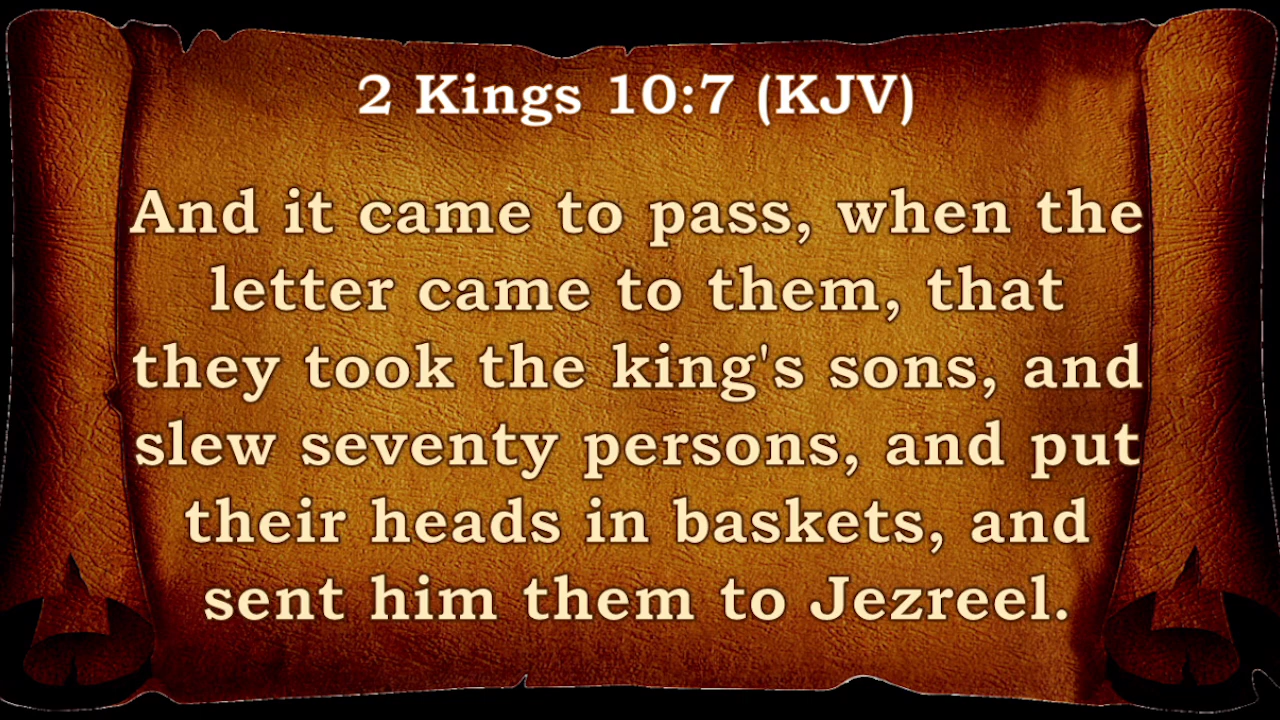 2 Kings 10:7 (KJV)
And it came to pass, when the
letter came to them, that
they took the king's sons, and
slew seventy persons, and put
their heads in baskets, and
sent him them to Jezreel.